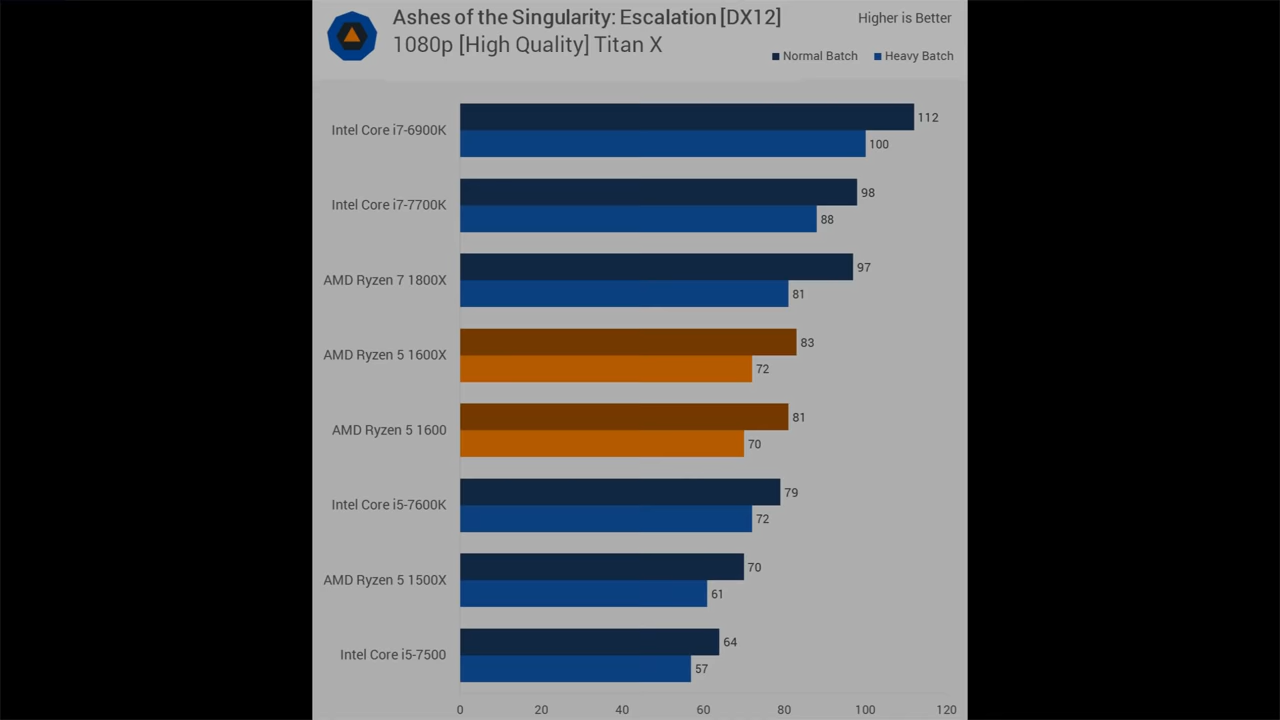 Ashes of the Singularity: Escalation [DX12]
Higher is Better
1080p [High Quality] Titan X
Normal Batch
Heavy Batch
Intel Core i7-6900K
112
100
Intel Core i7-7700K
98
88
AMD Ryzen 7 1800X
97
81
AMD Ryzen 5 1600X
83
72
AMD Ryzen 5 1600
81
70
Intel Core i5-7600K
79
72
AMD Ryzen 5 1500X
70
61
Intel Core i5-7500
64
57
0 20 40 60 80 100 120